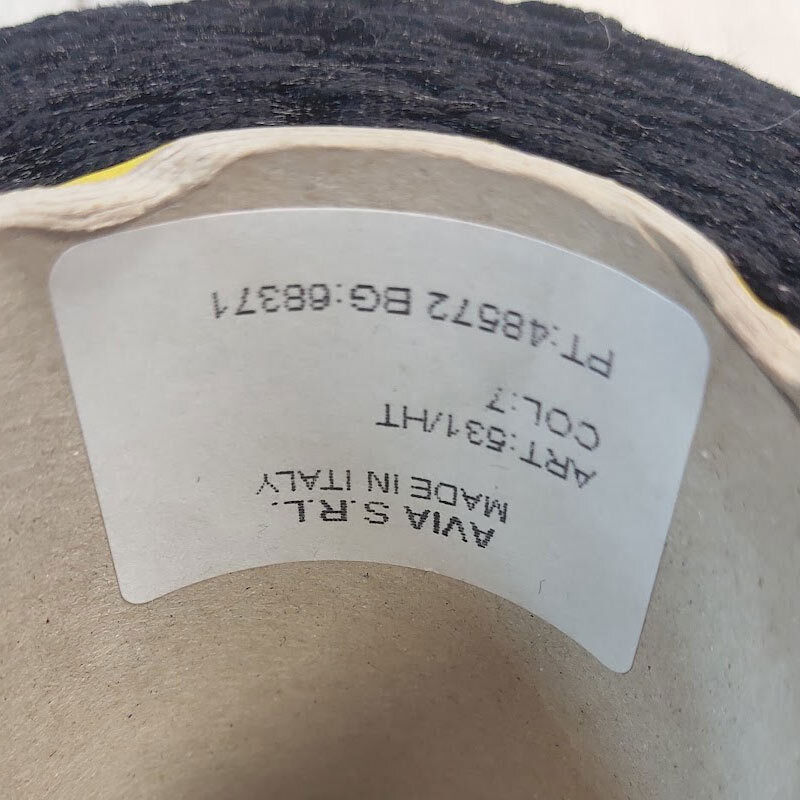 AVIA S.R.L.
MADE IN ITALY
ART:531/HT
COL:7
PT:48572 BG:68371